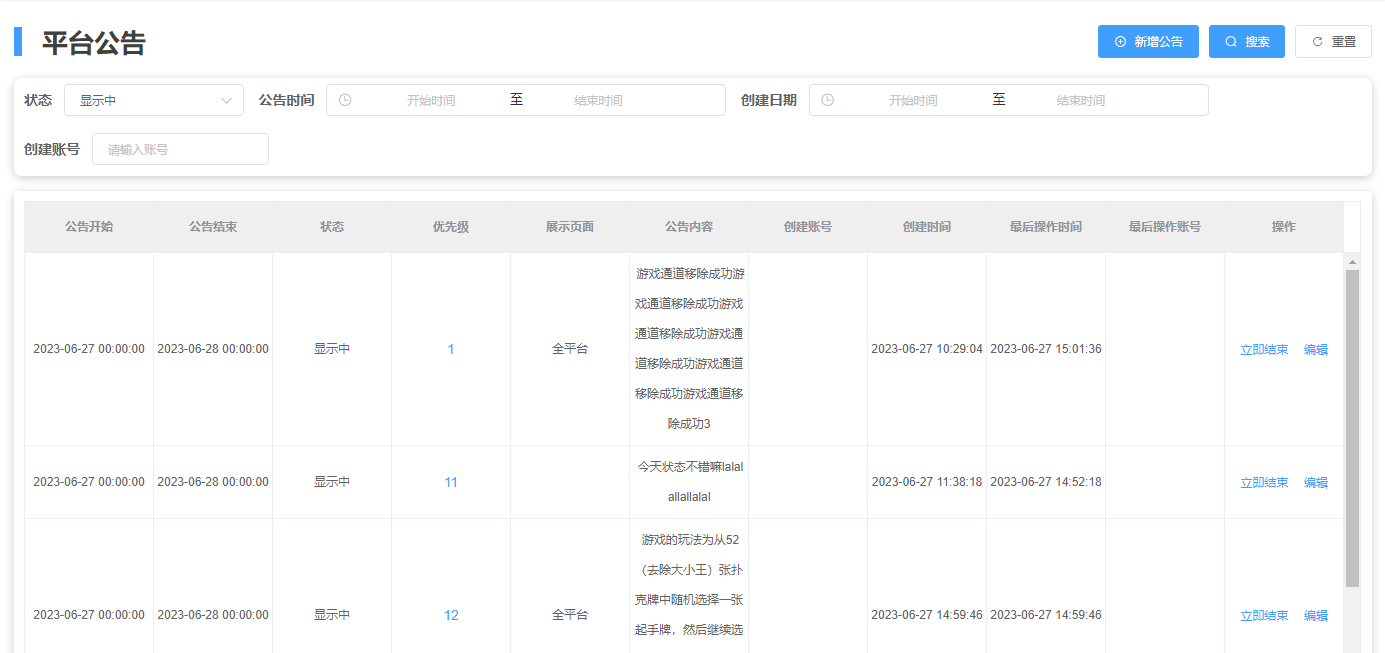 平台公告
新增公告 搜索 重置
状态 显示中 公告时间 开始时间 至 结束时间 创建日期 开始时间 至 结束时间
创建账号 请输入账号
公告开始 公告结束 状态 优先级 展示页面 公告内容 创建账号 创建时间 最后操作时间 最后操作账号 操作
游戏通道移除成功游
戏通道移除成功游戏
通道移除成功游戏通
2023-06-27 00:00:00 2023-06-28 00:00:00 显示中 1 全平台 2023-06-27 10:29:04 2023-06-27 15:01:36 立即结束 编辑
道移除成功游戏通道
移除成功游戏通道移
除成功3
今天状态不错嘛lalal
2023-06-27 00:00:00 2023-06-28 00:00:00 显示中 11 2023-06-27 11:38:18 2023-06-27 14:52:18 立即结束 编辑
allallalal
游戏的玩法为从52
（去除大小王）张扑
克牌中随机选择一张
2023-06-27 00:00:00 2023-06-28 00:00:00 显示中 12 全平台 2023-06-27 14:59:46 2023-06-27 14:59:46 立即结束 编辑
起手牌，然后继续选